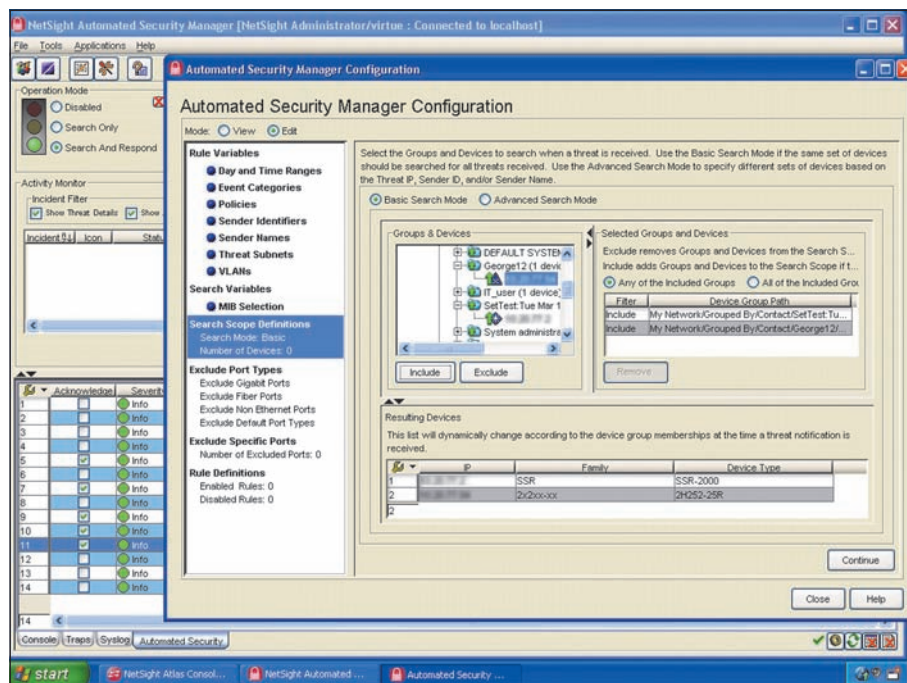 NetSight Automated Security Manager [NetSight Administrator/virtue : Connected to localhost]
File Tools Applications Help
Operation Mode
Disabled
Search Only
Search And Respond
Activity Monitor
Incident Filter
Show Threat Details Show
Incident Icon
Acknowledge
1 Info
2 Info
3 Info
4 Info
5 Info
6 Info
7 Info
8 Info
9 Info
10 Info
11 Info
12 Info
13 Info
14 Info
14
Console Traps Syslog Automated Security
Automated Security Manager Configuration
Automated Security Manager Configuration
Mode: View Edit
Rule Variables
Day and Time Ranges
Event Categories
Policies
Sender Identifiers
Sender Names
Threat Subnets
VLANs
Search Variables
MIB Selection
Search Scope Definitions
Search Mode: Basic
Number of Devices: 0
Exclude Port Types
Exclude Gigabit Ports
Exclude Fiber Ports
Exclude Non Ethernet Ports
Exclude Default Port Types
Exclude Specific Ports
Number of Excluded Ports: 0
Rule Definitions
Enabled Rules: 0
Disabled Rules: 0
Select the Groups and Devices to search when a threat is received. Use the Basic Search Mode if the same set of devices
should be searched for all threats received. Use the Advanced Search Mode to specify different sets of devices based on
the Threat IP, Sender ID, and/or Sender Name.
Basic Search Mode Advanced Search Mode
Groups & Devices
DEFAULT SYSTEM
George12 (1 devic
IT_user (1 device)
SetTest:Tue Mar 1
System administra
Include Exclude
Selected Groups and Devices
Exclude removes Groups and Devices from the Search S...
Include adds Groups and Devices to the Search Scope if t...
Any of the Included Groups All of the Included Grou
Filter Device Group Path
Include My Network/Grouped By/Contact/SetTest:Tu...
Include My Network/Grouped By/Contact/George12/...
Remove
Resulting Devices
This list will dynamically change according to the device group memberships at the time a threat notification is
received.
IP Family Device Type
1 SSR SSR-2000
2 2x2xx-xx 2H252-25R
2
Continue
Close Help
start NetSight Atlas Consol... NetSight Automated ... Automated Security ...